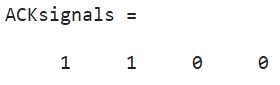 ACKsignals =
1 1 0 0